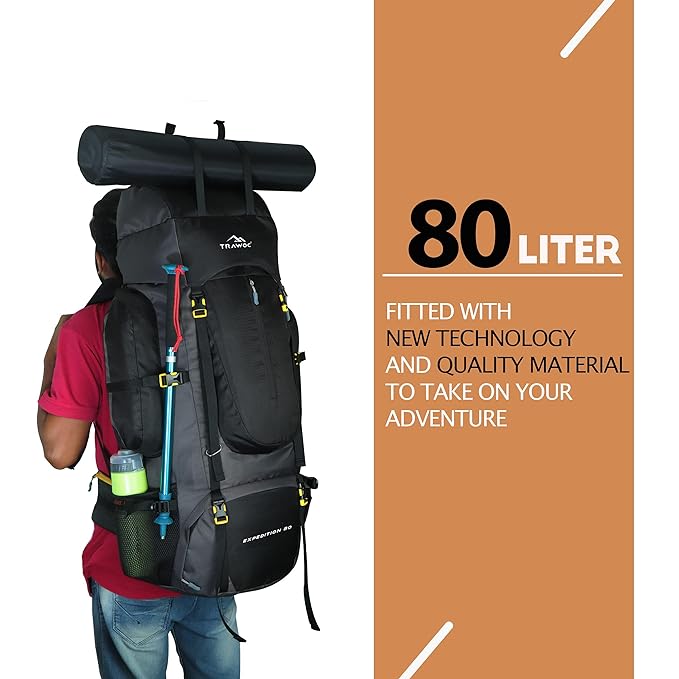 TRAWOC
EXPEDITION 80
80 LITER
FITTED WITH
NEW TECHNOLOGY
AND QUALITY MATERIAL
TO TAKE ON YOUR
ADVENTURE